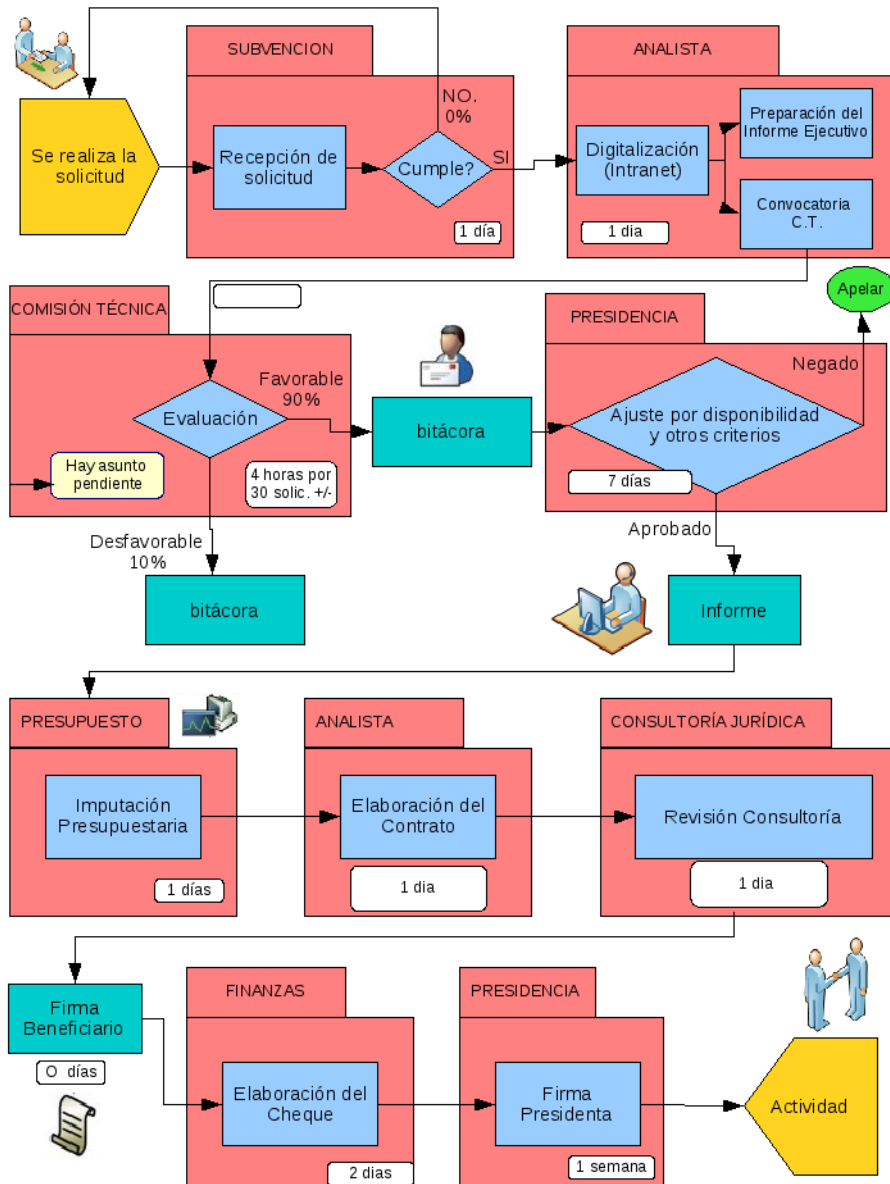 SUBVENCION
ANALISTA
NO.
0%
Se realiza la
solicitud
Recepción de
solicitud
Cumple?
SI
1 día
Digitalización
(Intranet)
Preparación del
Informe Ejecutivo
Convocatoria
C.T.
1 dia
COMISIÓN TÉCNICA
PRESIDENCIA
Apelar
Negado
Favorable
90%
Evaluación
bitácora
Ajuste por disponibilidad
y otros criterios
Hay asunto
pendiente
4 horas por
30 solic. +/-
7 días
Desfavorable
10%
Aprobado
bitácora
Informe
PRESUPUESTO
ANALISTA
CONSULTORÍA JURÍDICA
Imputación
Presupuestaria
Elaboración del
Contrato
Revisión Consultoría
1 días
1 dia
1 dia
FINANZAS
PRESIDENCIA
Firma
Beneficiario
O días
Elaboración del
Cheque
Firma
Presidenta
Actividad
2 dias
1 semana